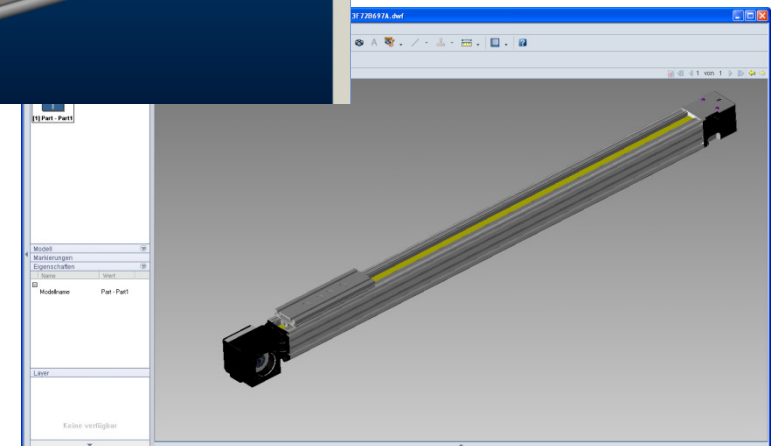 3F72B697A.dwf
1 von 1
[1] Part - Part1
Modell
Markierungen
Eigenschaften
Name Wert
Modellname Part - Part1
Layer
Keine verfügbar